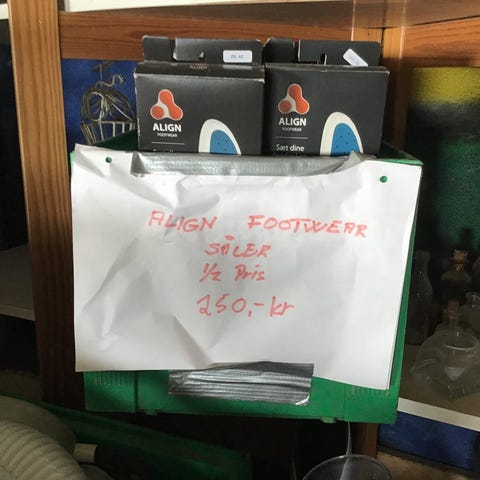 ALIGN
FOOTWEAR
ALIGN
FOOTWEAR
Sæt dine
ALIGN FOOTWEAR
SÅLER
1/2 Pris
250,- kr